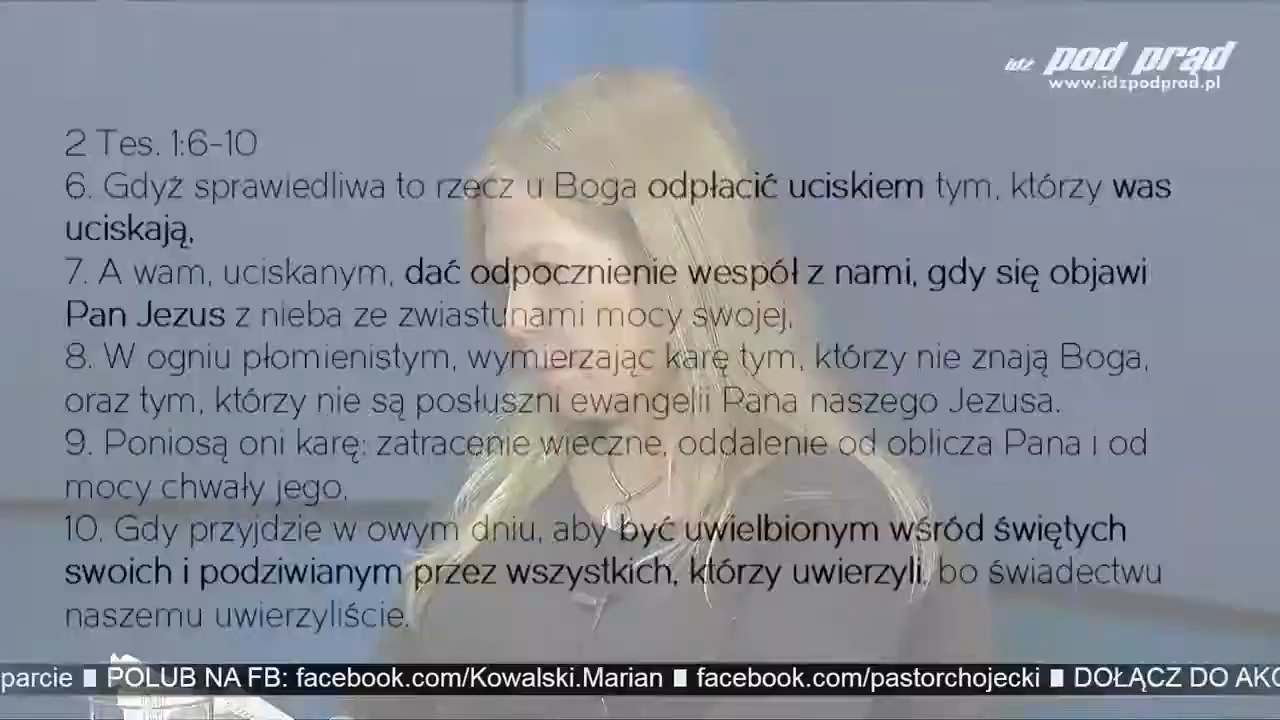 idź pod prąd
www.idzpodprad.pl
2 Tes. 1:6-10
6. Gdyż sprawiedliwa to rzecz u Boga odpłacić uciskiem tym, którzy was
uciskają,
7. A wam, uciskanym, dać odpocznienie wespół z nami, gdy się objawi
Pan Jezus z nieba ze zwiastunami mocy swojej,
8. W ogniu płomienistym, wymierzając karę tym, którzy nie znają Boga,
oraz tym, którzy nie są posłuszni ewangelii Pana naszego Jezusa.
9. Poniosą oni karę: zatracenie wieczne, oddalenie od oblicza Pana i od
mocy chwały jego,
10. Gdy przyjdzie w owym dniu, aby być uwielbionym wśród świętych
swoich i podziwianym przez wszystkich, którzy uwierzyli, bo świadectwu
naszemu uwierzyliście.
parcie ∎ POLUB NA FB: facebook.com/Kowalski.Marian ∎ facebook.com/pastorchojecki ∎ DOŁĄCZ DO AKC